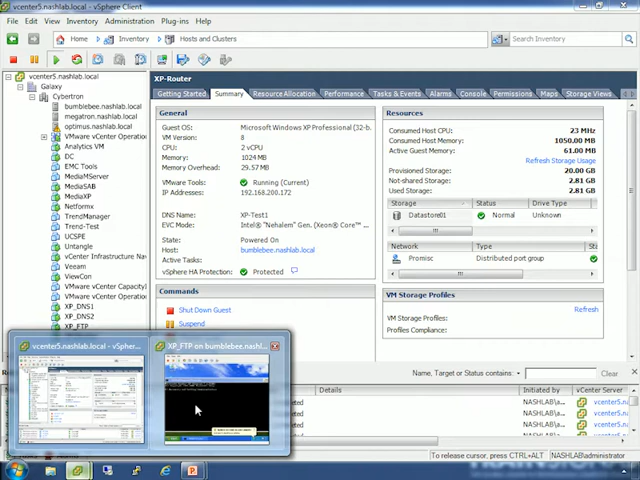 vcenter5.nashlab.local - vSphere Client
File Edit View Inventory Administration Plug-ins Help
Home Inventory Hosts and Clusters Search Inventory
vcenter5.nashlab.local
Galaxy
Cybertron
bumblebee.nashlab.local
megatron.nashlab.local
optimus.nashlab.local
VMware vCenter Operation
Analytics VM
DC
EMC Tools
MediaMServer
MediaSAB
MediaXP
Netformx
TrendManager
Trend-Test
UCSPE
Untangle
vCenter Infrastructure Nav
Veeam
ViewCon
VMware vCenter Capacity
VMware vCenter Operation
XP_DNS1
XP_DNS2
XP_FTP
XP-Router
Getting Started Summary Resource Allocation Performance Tasks & Events Alarms Console Permissions Maps Storage Views
General
Guest OS: Microsoft Windows XP Professional (32-b...
VM Version: 8
CPU: 2 vCPU
Memory: 1024 MB
Memory Overhead: 29.57 MB
VMware Tools: Running (Current)
IP Addresses: 192.168.200.172
DNS Name: XP-Test1
EVC Mode: Intel® "Nehalem" Gen. (Xeon® Core™ ...
State: Powered On
Host: bumblebee.nashlab.local
Active Tasks:
vSphere HA Protection: Protected
Commands
Shut Down Guest
Suspend
Resources
Consumed Host CPU: 23 MHz
Consumed Host Memory: 1050.00 MB
Active Guest Memory: 61.00 MB
Refresh Storage Usage
Provisioned Storage: 20.00 GB
Not-shared Storage: 2.81 GB
Used Storage: 2.81 GB
Storage Status Drive Type
Datastore01 Normal Unknown
Network Type
Promisc Distributed port group
VM Storage Profiles
Refresh
VM Storage Profiles:
Profiles Compliance:
vcenter5.nashlab.local - vSpher... XP_FTP on bumblebee.nashl...
Name, Target or Status contains: Clear
Details Initiated by vCenter Server
NASHLAB\a vcenter5.na
NASHLAB\a vcenter5.na
NASHLAB\a vcenter5.na
To release cursor, press CTRL+ALT NASHLAB\administrator